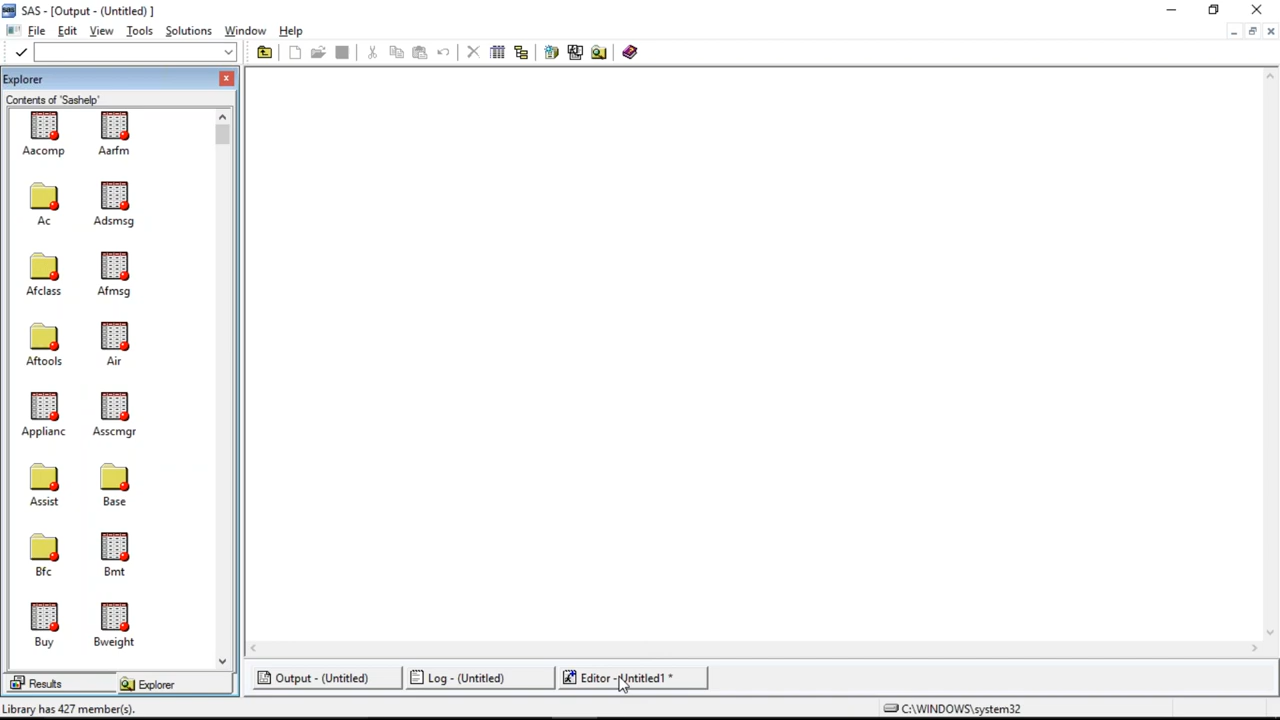 SAS - [Output - (Untitled) ]
File Edit View Tools Solutions Window Help
Explorer
Contents of 'Sashelp'
Aacomp Aarfm
Ac Adsmsg
Afclass Afmsg
Aftools Air
Applianc Asscmgr
Assist Base
Bfc Bmt
Buy Bweight
Results Explorer
Output - (Untitled) Log - (Untitled) Editor - Untitled1 *
Library has 427 member(s). C:\WINDOWS\system32